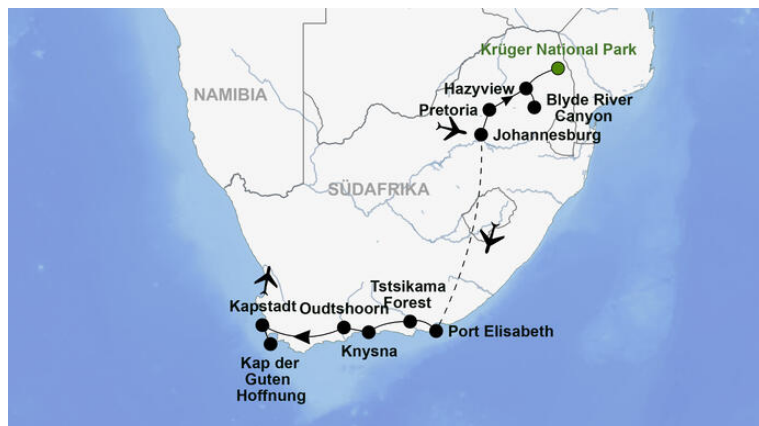 Krüger National Park
NAMIBIA
Hazyview
Blyde River
Canyon
Pretoria
Johannesburg
SÜDAFRIKA
Tstsikama
Forest
Kapstadt
Oudtshoorn
Port Elisabeth
Knysna
Kap der
Guten
Hoffnung